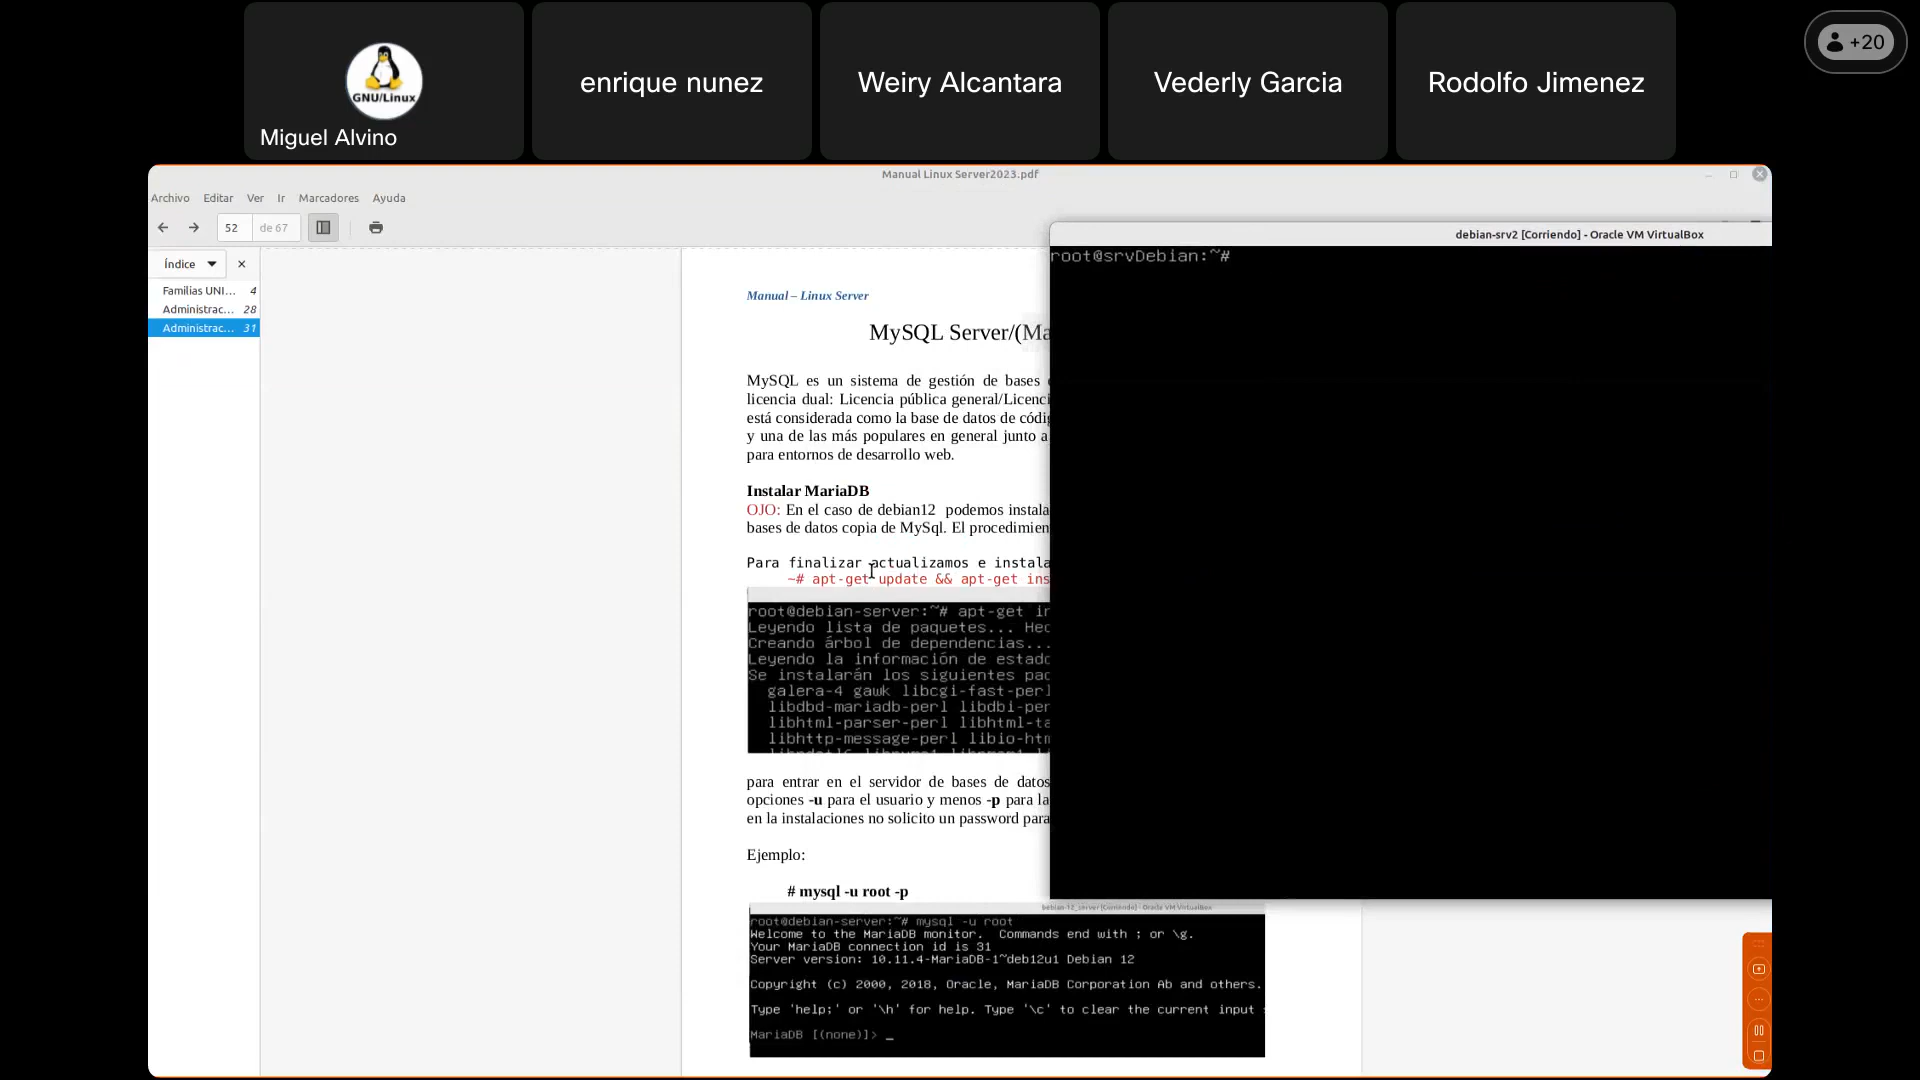 GNU/Linux
Miguel Alvino
enrique nunez
Weiry Alcantara
Vederly Garcia
Rodolfo Jimenez
+20
Manual Linux Server2023.pdf
Archivo Editar Ver Ir Marcadores Ayuda
52 de 67
Índice
Familias UNI... 4
Administrac... 28
Administrac... 31
debian-srv2 [Corriendo] - Oracle VM VirtualBox
root@srvDebian:~#
Manual – Linux Server
MySQL Server/(Ma
MySQL es un sistema de gestión de bases
licencia dual: Licencia pública general/Licenci
está considerada como la base de datos de códi
y una de las más populares en general junto a
para entornos de desarrollo web.
Instalar MariaDB
OJO: En el caso de debian12 podemos instala
bases de datos copia de MySql. El procedimien
Para finalizar actualizamos e instala
~# apt-get update && apt-get ins
root@debian-server:~# apt-get in
Leyendo lista de paquetes... Hec
Creando árbol de dependencias...
Leyendo la información de estado
Se instalarán los siguientes paq
galera-4 gawk libcgi-fast-perl
libdbd-mariadb-perl libdbi-per
libhtml-parser-perl libhtml-ta
libhttp-message-perl libio-htm
para entrar en el servidor de bases de datos
opciones -u para el usuario y menos -p para la
en la instalaciones no solicito un password para
Ejemplo:
# mysql -u root -p
debian-12_server [Corriendo] - Oracle VM VirtualBox
root@debian-server:~# mysql -u root
Welcome to the MariaDB monitor. Commands end with ; or \g.
Your MariaDB connection id is 31
Server version: 10.11.4-MariaDB-1~deb12u1 Debian 12
Copyright (c) 2000, 2018, Oracle, MariaDB Corporation Ab and others.
Type 'help;' or '\h' for help. Type '\c' to clear the current input
MariaDB [(none)]> _